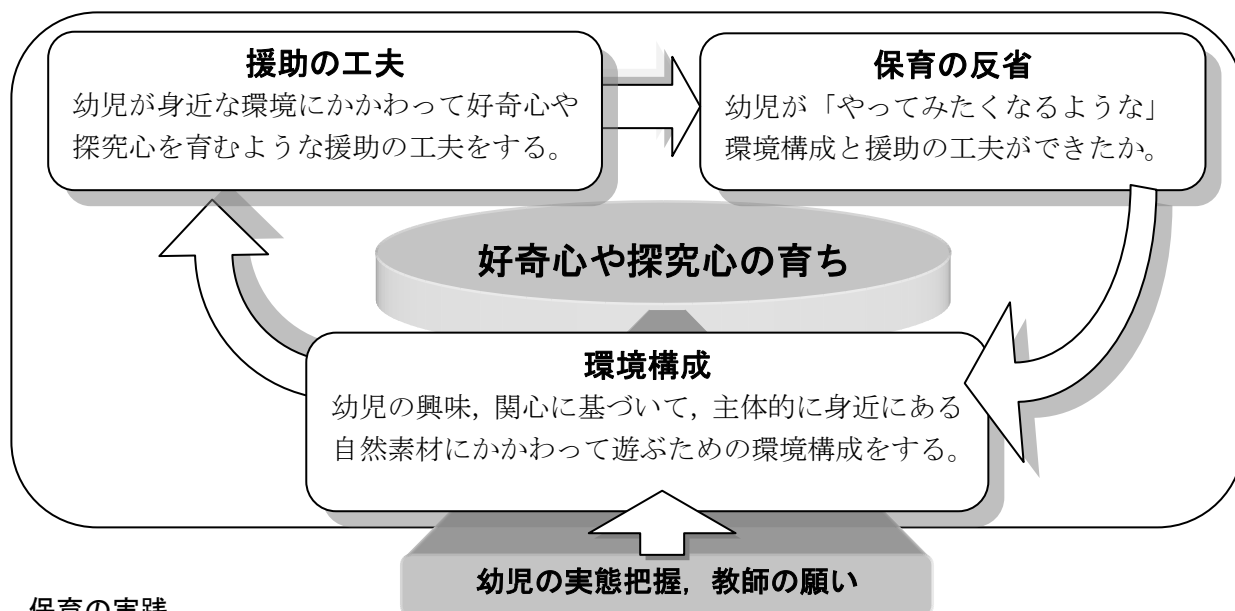 援助の工夫
幼児が身近な環境にかかわって好奇心や
探究心を育むような援助の工夫をする。
保育の反省
幼児が「やってみたくなるような」
環境構成と援助の工夫ができたか。
好奇心や探究心の育ち
環境構成
幼児の興味，関心に基づいて，主体的に身近にある
自然素材にかかわって遊ぶための環境構成をする。
幼児の実態把握，教師の願い
保育の実践